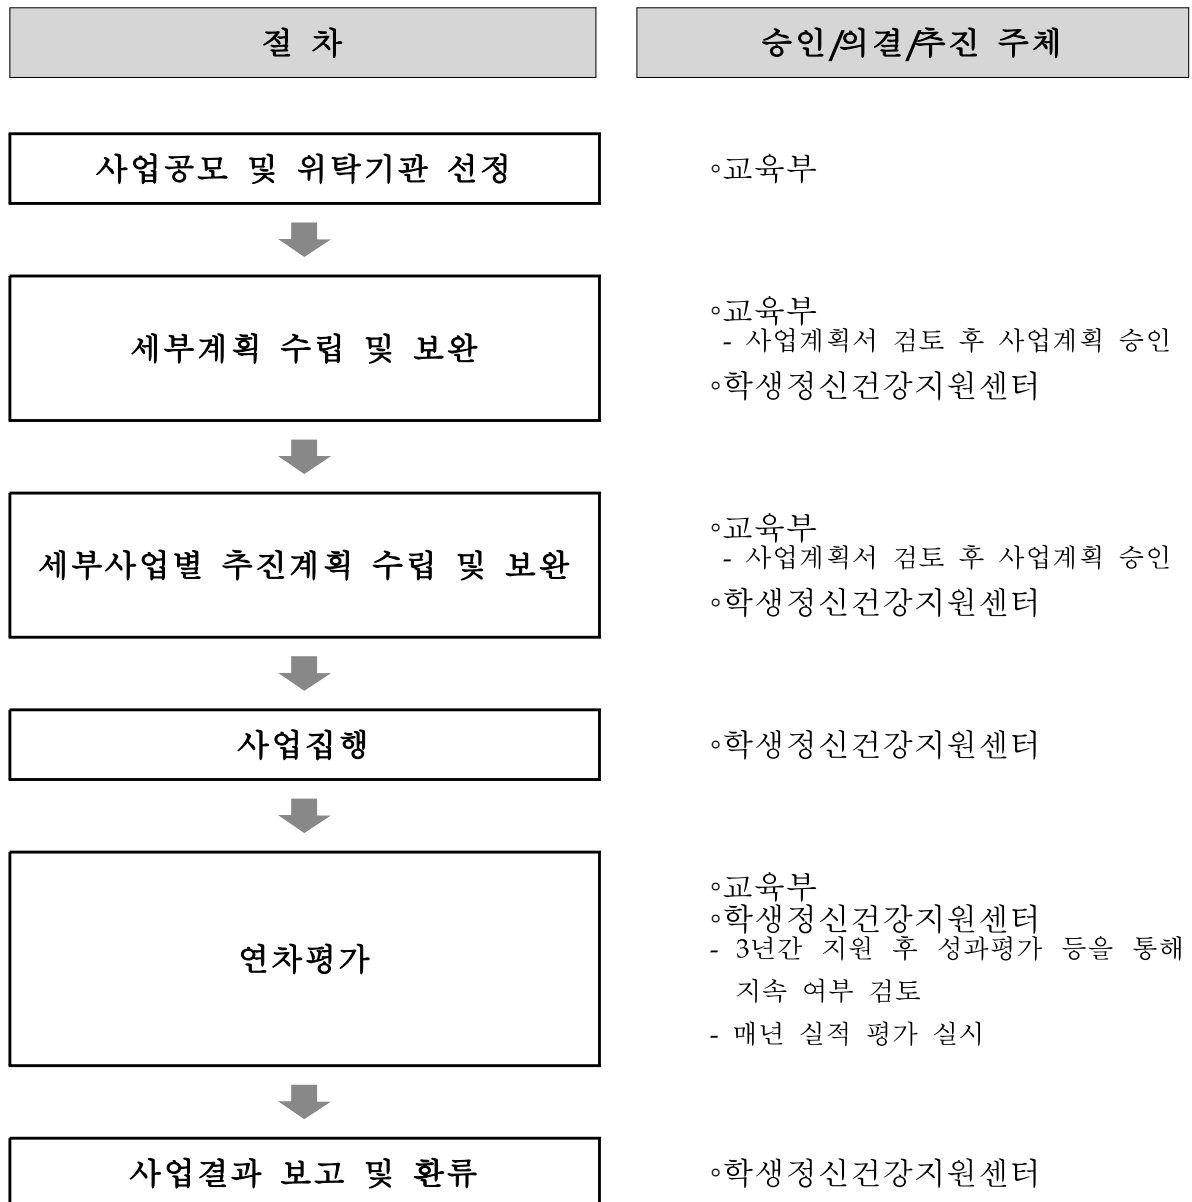 절 차
승인/의결/추진 주체
사업공모 및 위탁기관 선정
◦교육부
세부계획 수립 및 보완
◦교육부
- 사업계획서 검토 후 사업계획 승인
◦학생정신건강지원센터
세부사업별 추진계획 수립 및 보완
◦교육부
- 사업계획서 검토 후 사업계획 승인
◦학생정신건강지원센터
사업집행
◦학생정신건강지원센터
연차평가
◦교육부
◦학생정신건강지원센터
- 3년간 지원 후 성과평가 등을 통해
지속 여부 검토
- 매년 실적 평가 실시
사업결과 보고 및 환류
◦학생정신건강지원센터